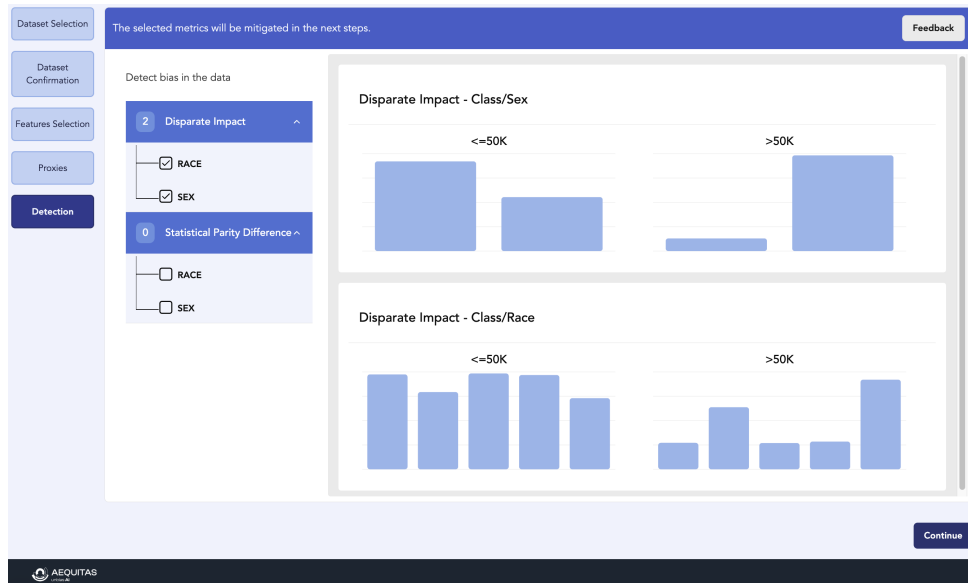 Dataset Selection
The selected metrics will be mitigated in the next steps.
Feedback
Dataset
Confirmation
Features Selection
Proxies
Detection
Detect bias in the data
2 Disparate Impact
RACE
SEX
0 Statistical Parity Difference
RACE
SEX
Disparate Impact - Class/Sex
<=50K
>50K
Disparate Impact - Class/Race
<=50K
>50K
Continue
AEQUITAS